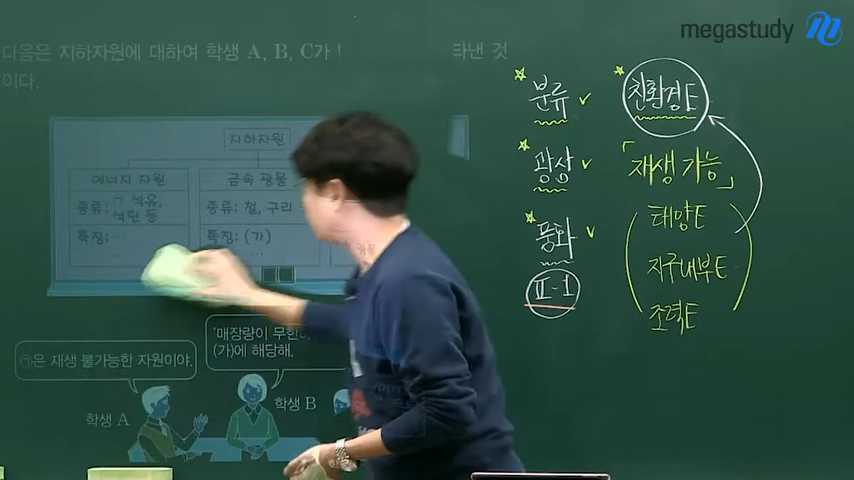 megastudy
다음은 지하자원에 대하여 학생 A, B, C가
타낸 것
이다.
지하자원
에너지 자원
금속 광물
종류: ㉠ 석유,
석탄 등
종류: 철, 구리
특징: …
특징: (가)
㉠은 재생 불가능한 자원이야.
매장량이 무한
(가)에 해당해.
학생 A
학생 B
☆ 분류 ✓
☆ 광상 ✓
☆ 풍화 ✓
Ⅱ-1
☆ 친환경E
「재생 가능」
태양E
지구내부E
조력E